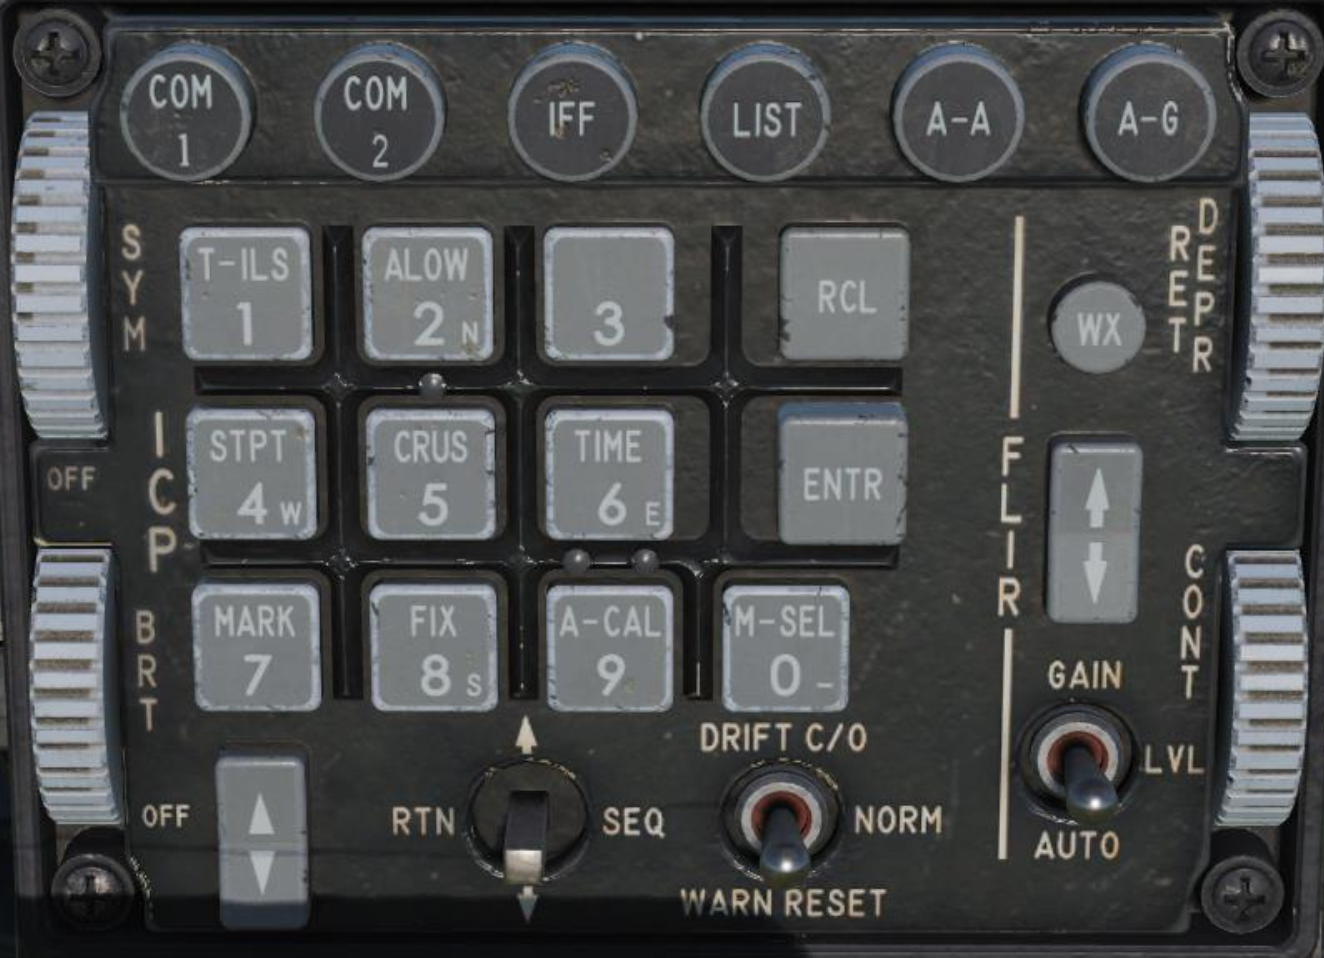 COM
1
COM
2
IFF
LIST
A-A
A-G
SYM
T-ILS
1
ALOW
2 N
3
RCL
WX
RET
DEPR
ICP
OFF
STPT
4 W
CRUS
5
TIME
6 E
ENTR
FLIR
BRT
MARK
7
FIX
8 S
A-CAL
9
M-SEL
0 -
CONT
GAIN
LVL
AUTO
OFF
RTN
SEQ
DRIFT C/O
NORM
WARN RESET